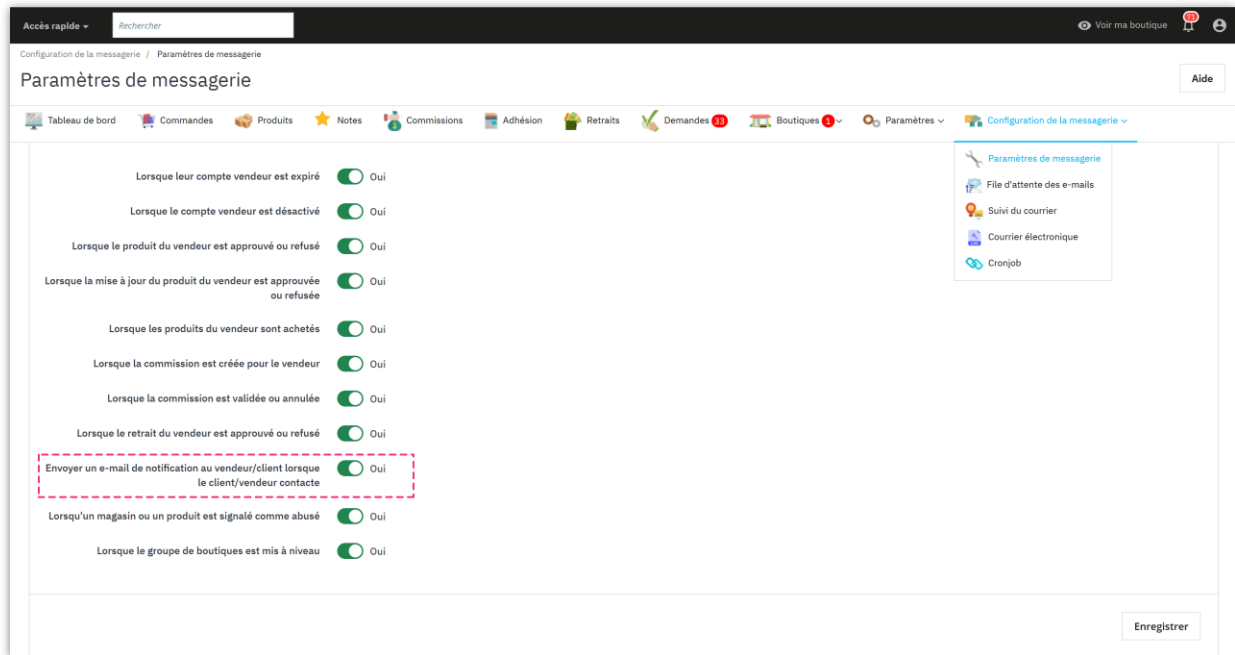 Accès rapide
Rechercher
Voir ma boutique
71
Configuration de la messagerie / Paramètres de messagerie
Paramètres de messagerie
Aide
Tableau de bord
Commandes
Produits
Notes
Commissions
Adhésion
Retraits
Demandes 33
Boutiques 1
Paramètres
Configuration de la messagerie
Paramètres de messagerie
File d'attente des e-mails
Suivi du courrier
Courrier électronique
Cronjob
Lorsque leur compte vendeur est expiré Oui
Lorsque le compte vendeur est désactivé Oui
Lorsque le produit du vendeur est approuvé ou refusé Oui
Lorsque la mise à jour du produit du vendeur est approuvée Oui
ou refusée
Lorsque les produits du vendeur sont achetés Oui
Lorsque la commission est créée pour le vendeur Oui
Lorsque la commission est validée ou annulée Oui
Lorsque le retrait du vendeur est approuvé ou refusé Oui
Envoyer un e-mail de notification au vendeur/client lorsque Oui
le client/vendeur contacte
Lorsqu'un magasin ou un produit est signalé comme abusé Oui
Lorsque le groupe de boutiques est mis à niveau Oui
Enregistrer